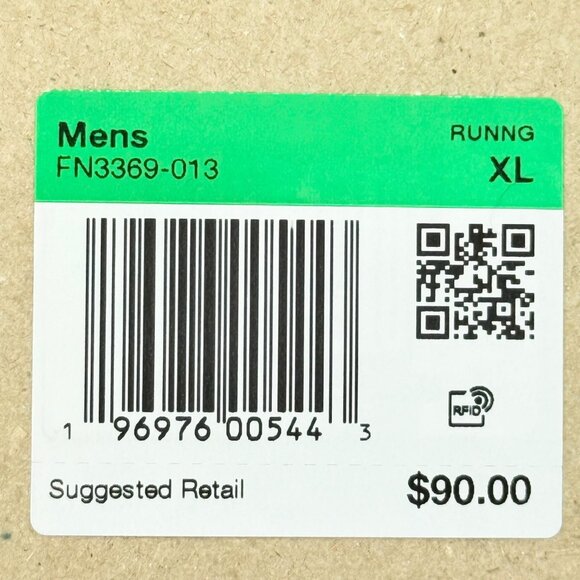 Mens
RUNNG
FN3369-013
XL
1 96976 00544 3
RFID
Suggested Retail
$90.00